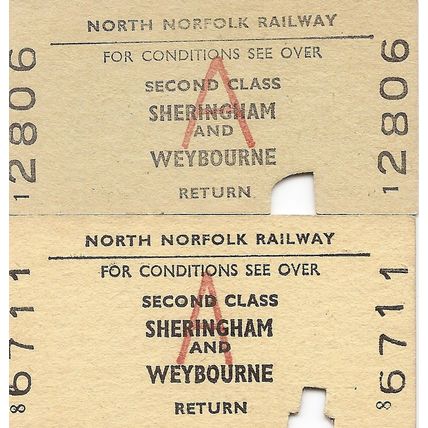 NORTH NORFOLK RAILWAY
FOR CONDITIONS SEE OVER
SECOND CLASS
SHERINGHAM
AND
WEYBOURNE
RETURN
A
12806
12806
NORTH NORFOLK RAILWAY
FOR CONDITIONS SEE OVER
SECOND CLASS
SHERINGHAM
AND
WEYBOURNE
RETURN
A
86711
86711